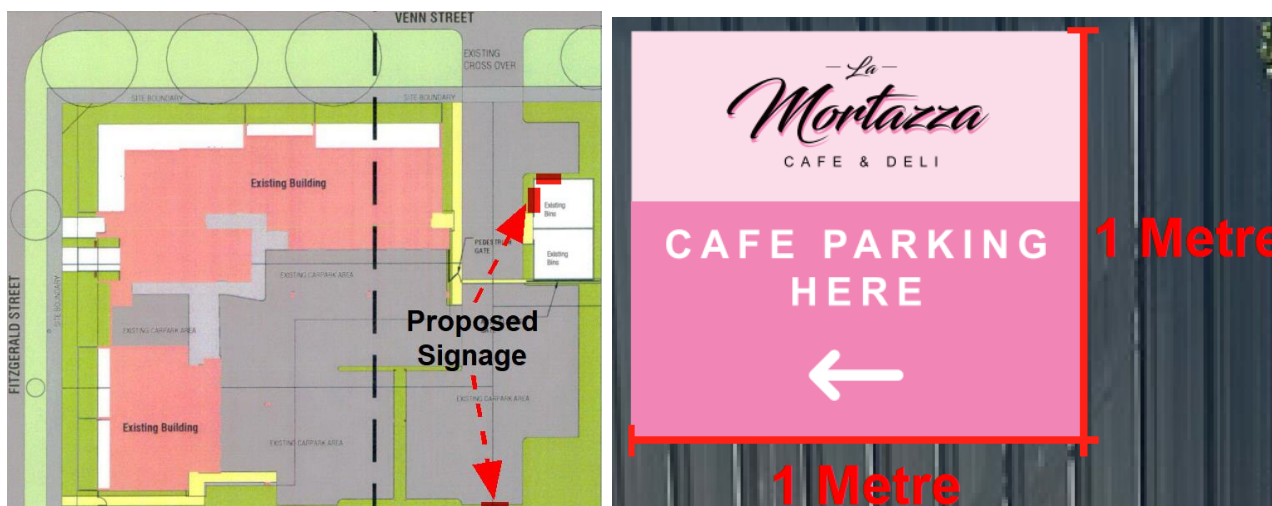 VENN STREET
EXISTING
CROSS OVER
SITE BOUNDARY
SITE BOUNDARY
Existing Building
Existing
Bins
PEDESTRIAN
GATE
Existing
Bins
EXISTING CARPARK AREA
FITZGERALD STREET
SITE BOUNDARY
EXISTING CARPARK AREA
Proposed
Signage
EXISTING CARPARK AREA
Existing Building
EXISTING CARPARK AREA
La
Mortazza
CAFE & DELI
CAFE PARKING
HERE
1 Metre
1 Metre